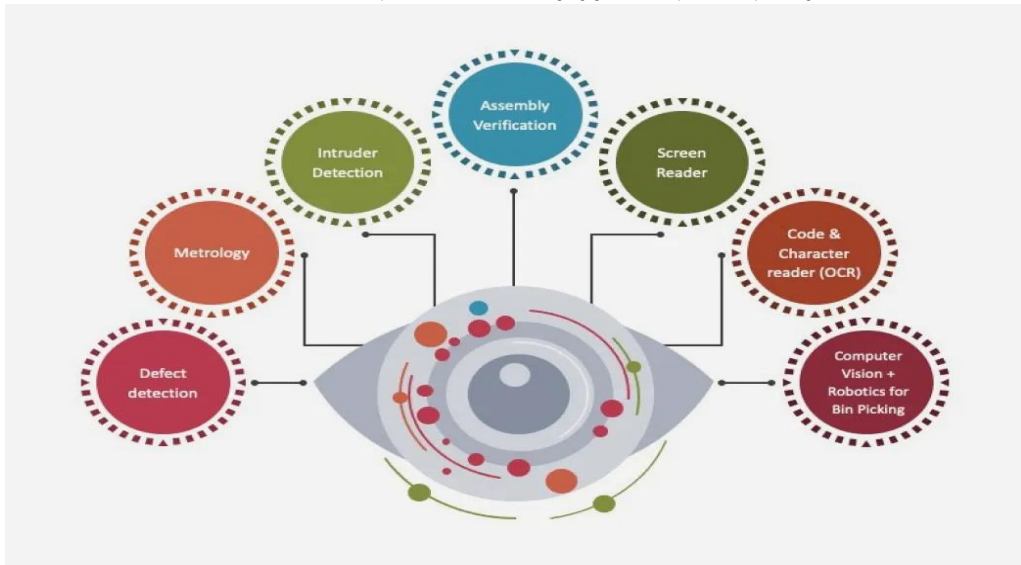 Assembly
Verification
Intruder
Detection
Screen
Reader
Metrology
Code &
Character
reader (OCR)
Defect
detection
Computer
Vision +
Robotics for
Bin Picking